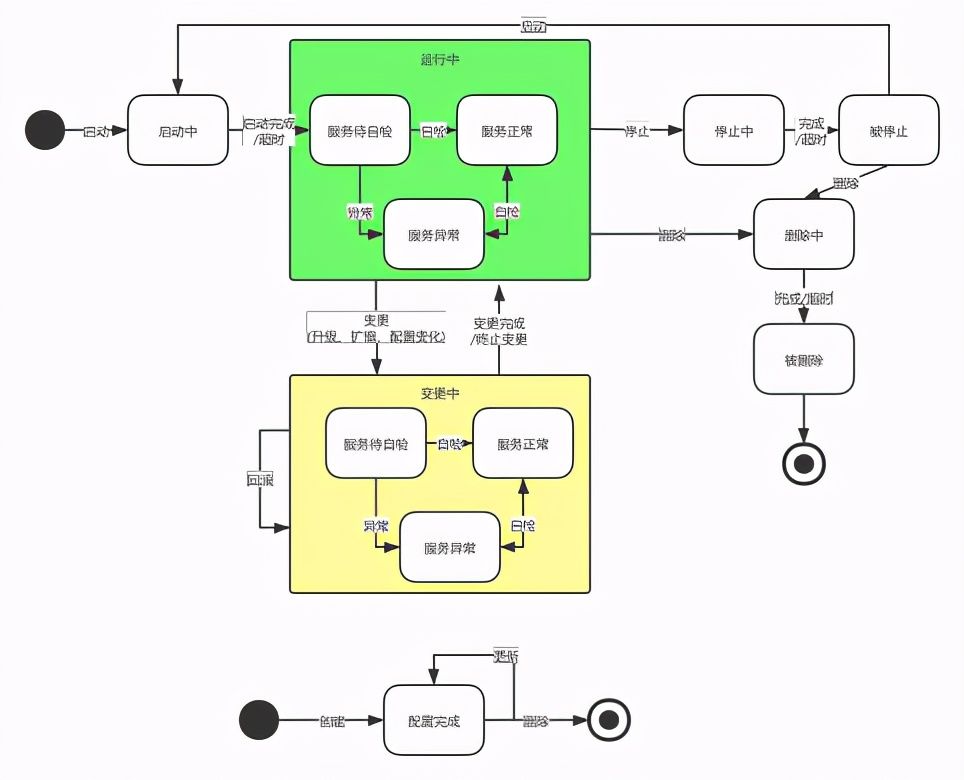 启动
运行中
启动
启动中
启动完成
/超时
服务待自检
自检
服务正常
停止
停止中
完成
/超时
被停止
异常
自检
服务异常
删除
删除
删除中
变更
(升级、扩缩、配置变化)
变更完成
/终止变更
完成/超时
被删除
变更中
服务待自检
自检
服务正常
回滚
异常
自检
服务异常
更新
创建
配置完成
删除